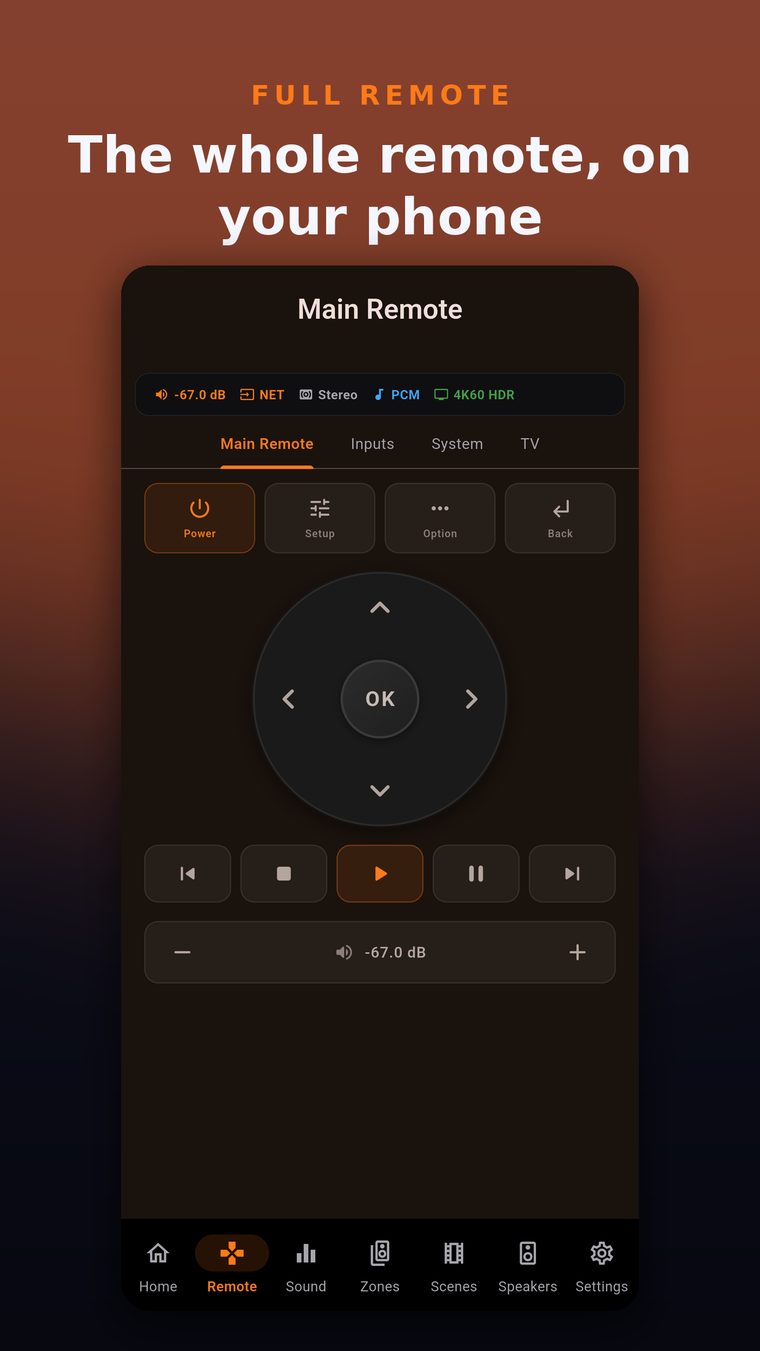 FULL REMOTE
The whole remote, on
your phone
Main Remote
-67.0 dB NET Stereo PCM 4K60 HDR
Main Remote Inputs System TV
Power Setup Option Back
OK
-67.0 dB
Home Remote Sound Zones Scenes Speakers Settings